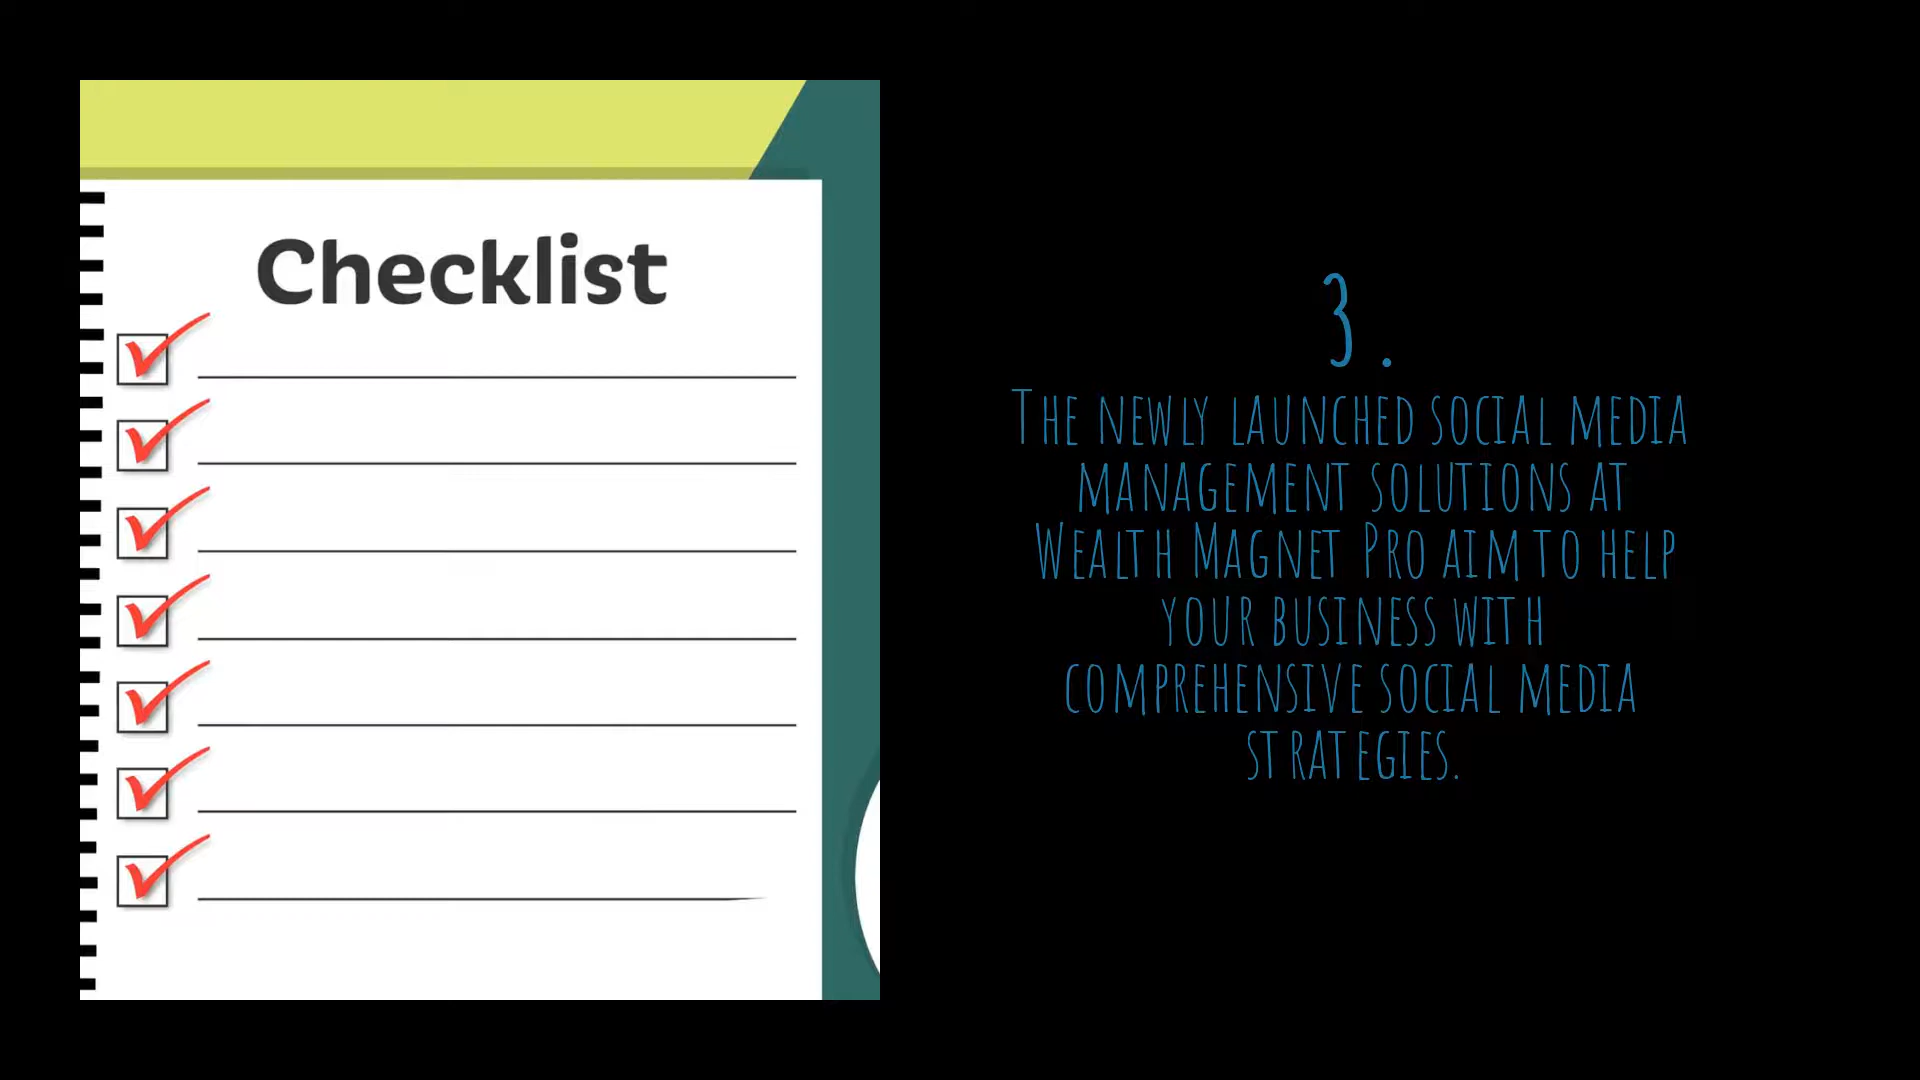 Checklist
3.
The newly launched social media
management solutions at
Wealth Magnet Pro aim to help
your business with
comprehensive social media
strategies.